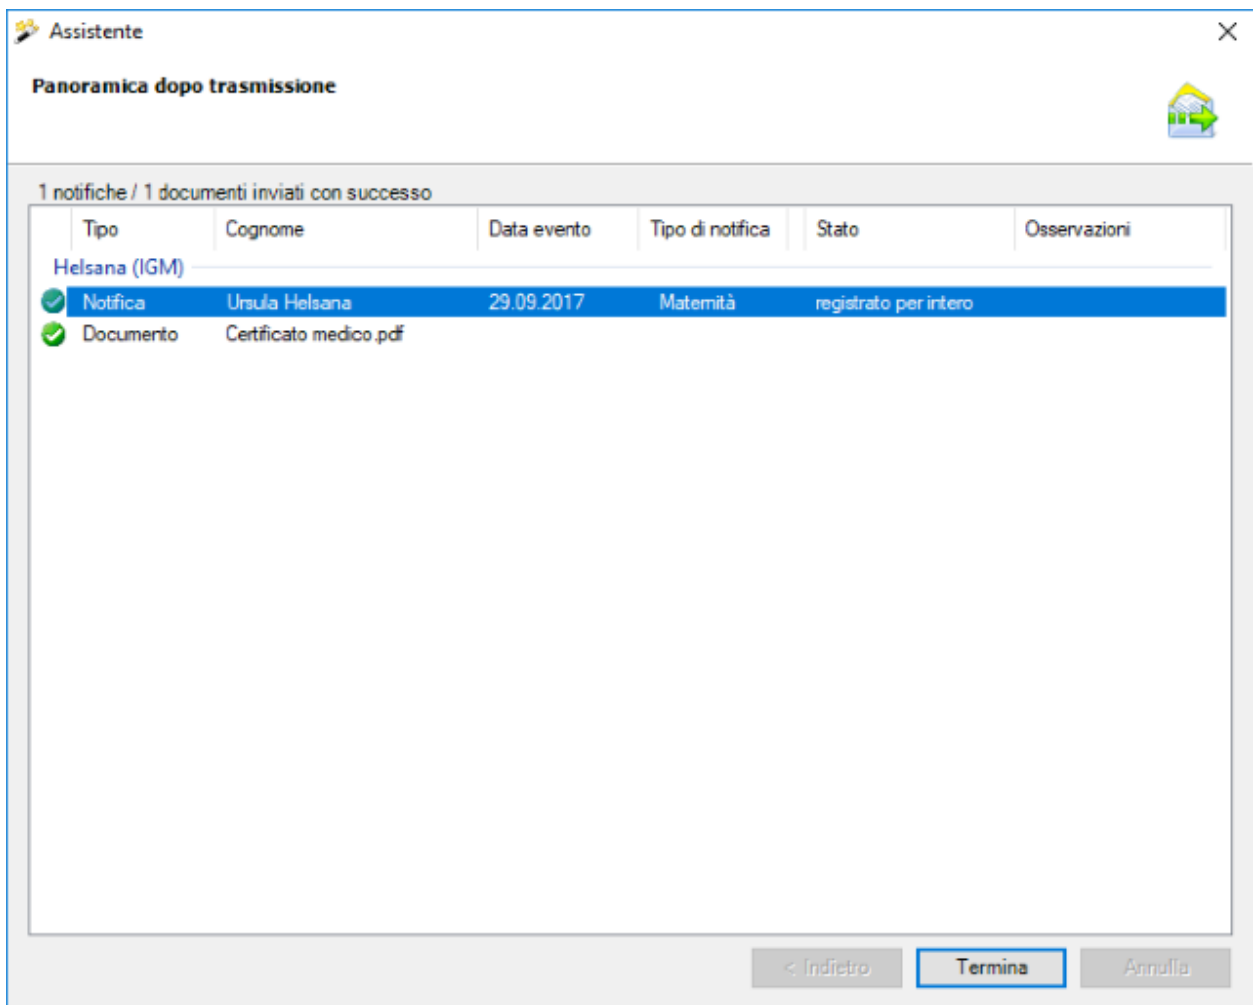 Assistente
Panoramica dopo trasmissione
1 notifiche / 1 documenti inviati con successo
Tipo Cognome Data evento Tipo di notifica Stato Osservazioni
Helsana (IGM)
Notifica Ursula Helsana 29.09.2017 Maternità registrato per intero
Documento Certificato medico.pdf
< Indietro Termina Annulla